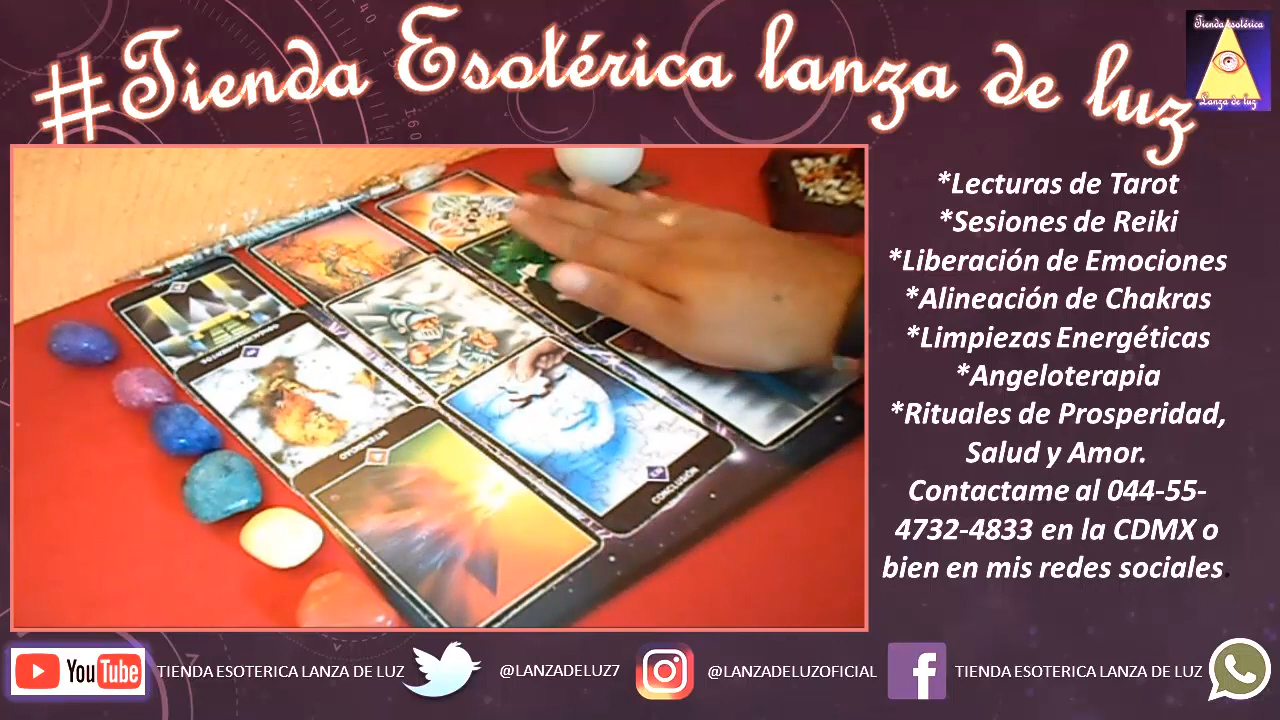 #Tienda Esotérica lanza de luz
Tienda esotérica
Lanza de luz
*Lecturas de Tarot
*Sesiones de Reiki
*Liberación de Emociones
*Alineación de Chakras
*Limpiezas Energéticas
*Angeloterapia
*Rituales de Prosperidad,
Salud y Amor.
Contactame al 044-55-
4732-4833 en la CDMX o
bien en mis redes sociales.
CONCLUSIÓN
YouTube
TIENDA ESOTERICA LANZA DE LUZ
@LANZADELUZ7
@LANZADELUZOFICIAL
TIENDA ESOTERICA LANZA DE LUZ